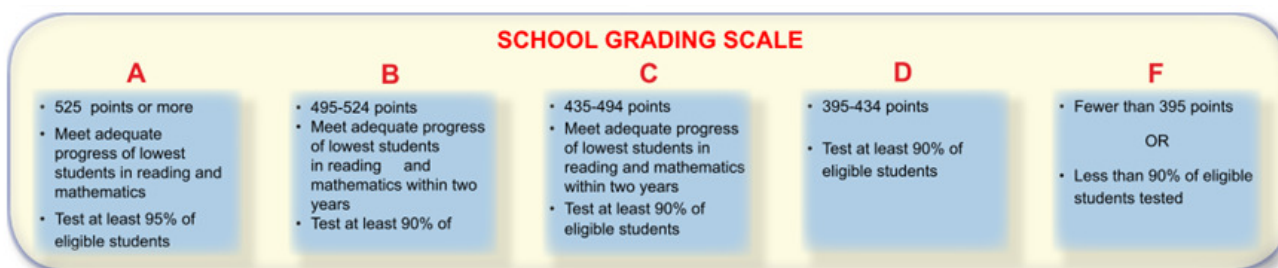 SCHOOL GRADING SCALE
A
• 525 points or more
• Meet adequate
progress of lowest
students in reading and
mathematics
• Test at least 95% of
eligible students
B
• 495-524 points
• Meet adequate progress
of lowest students
in reading and
mathematics within two
years
• Test at least 90% of
C
• 435-494 points
• Meet adequate progress
of lowest students in
reading and mathematics
within two years
• Test at least 90% of
eligible students
D
• 395-434 points
• Test at least 90% of
eligible students
F
• Fewer than 395 points
OR
• Less than 90% of eligible
students tested